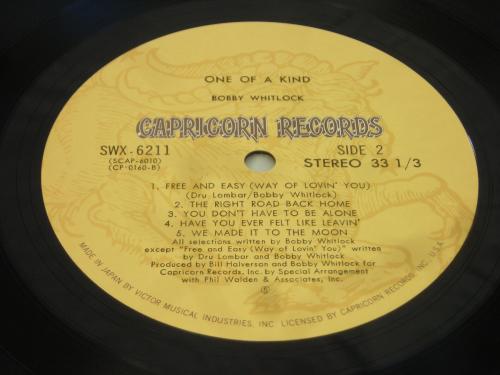 ONE OF A KIND
BOBBY WHITLOCK
CAPRICORN RECORDS
SWX-6211
(SCAP-6010)
(CP-0160-B)
SIDE 2
STEREO 33 1/3
1. FREE AND EASY (WAY OF LOVIN' YOU)
(Dru Lombar/Bobby Whitlock)
2. THE RIGHT ROAD BACK HOME
3. YOU DON'T HAVE TO BE ALONE
4. HAVE YOU EVER FELT LIKE LEAVIN'
5. WE MADE IT TO THE MOON
All selections written by Bobby Whitlock
except "Free and Easy (Way of Lovin' You)" written
by Dru Lombar and Bobby Whitlock
Produced by Bill Halverson and Bobby Whitlock for
Capricorn Records, Inc. by Special Arrangement
with Phil Walden & Associates, Inc.
MADE IN JAPAN BY VICTOR MUSICAL INDUSTRIES, INC. LICENSED BY CAPRICORN RECORDS INC., U.S.A.